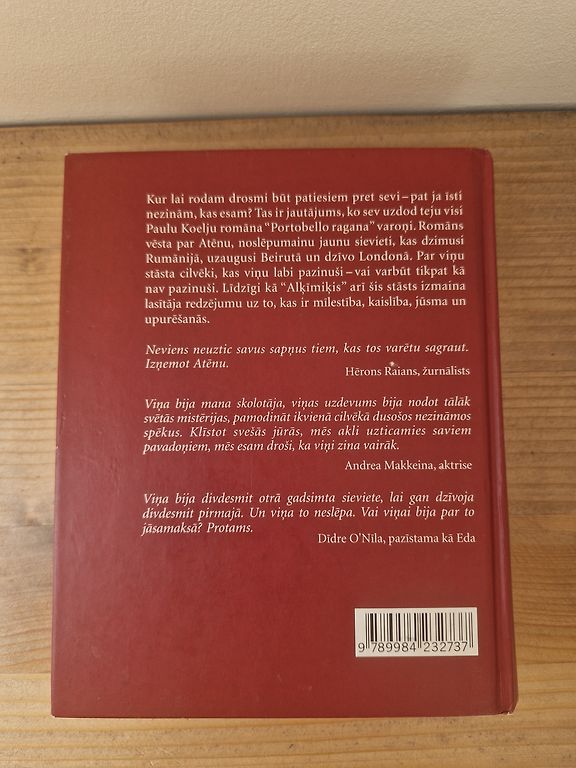 Kur lai rodam drosmi būt patiesiem pret sevi – pat ja īsti
nezinām, kas esam? Tas ir jautājums, ko sev uzdod teju visi
Paulu Koelju romāna “Portobello ragana” varoņi. Romāns
vēsta par Atēnu, noslēpumainu jaunu sievieti, kas dzimusi
Rumānijā, uzaugusi Beirutā un dzīvo Londonā. Par viņu
stāsta cilvēki, kas viņu labi pazinuši – vai varbūt tikpat kā
nav pazinuši. Līdzīgi kā “Alķīmiķis” arī šis stāsts izmaina
lasītāja redzējumu uz to, kas ir mīlestība, kaislība, jūsma un
upurēšanās.
Neviens neuztic savus sapņus tiem, kas tos varētu sagraut.
Izņemot Atēnu.
Hērons Raians, žurnālists
Viņa bija mana skolotāja, viņas uzdevums bija nodot tālāk
svētās mistērijas, pamodināt ikvienā cilvēkā dusošos nezināmos
spēkus. Klīstot svešās jūrās, mēs akli uzticamies saviem
pavadoņiem, mēs esam droši, ka viņi zina vairāk.
Andrea Makkeina, aktrise
Viņa bija divdesmit otrā gadsimta sieviete, lai gan dzīvoja
divdesmit pirmajā. Un viņa to neslēpa. Vai viņai bija par to
jāsamaksā? Protams.
Dīdre O’Nīla, pazīstama kā Eda
9 789984 232737